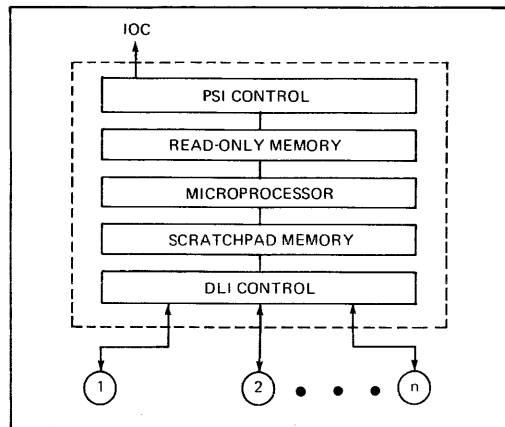 IOC
PSI CONTROL
READ-ONLY MEMORY
MICROPROCESSOR
SCRATCHPAD MEMORY
DLI CONTROL
1 2 • • • n